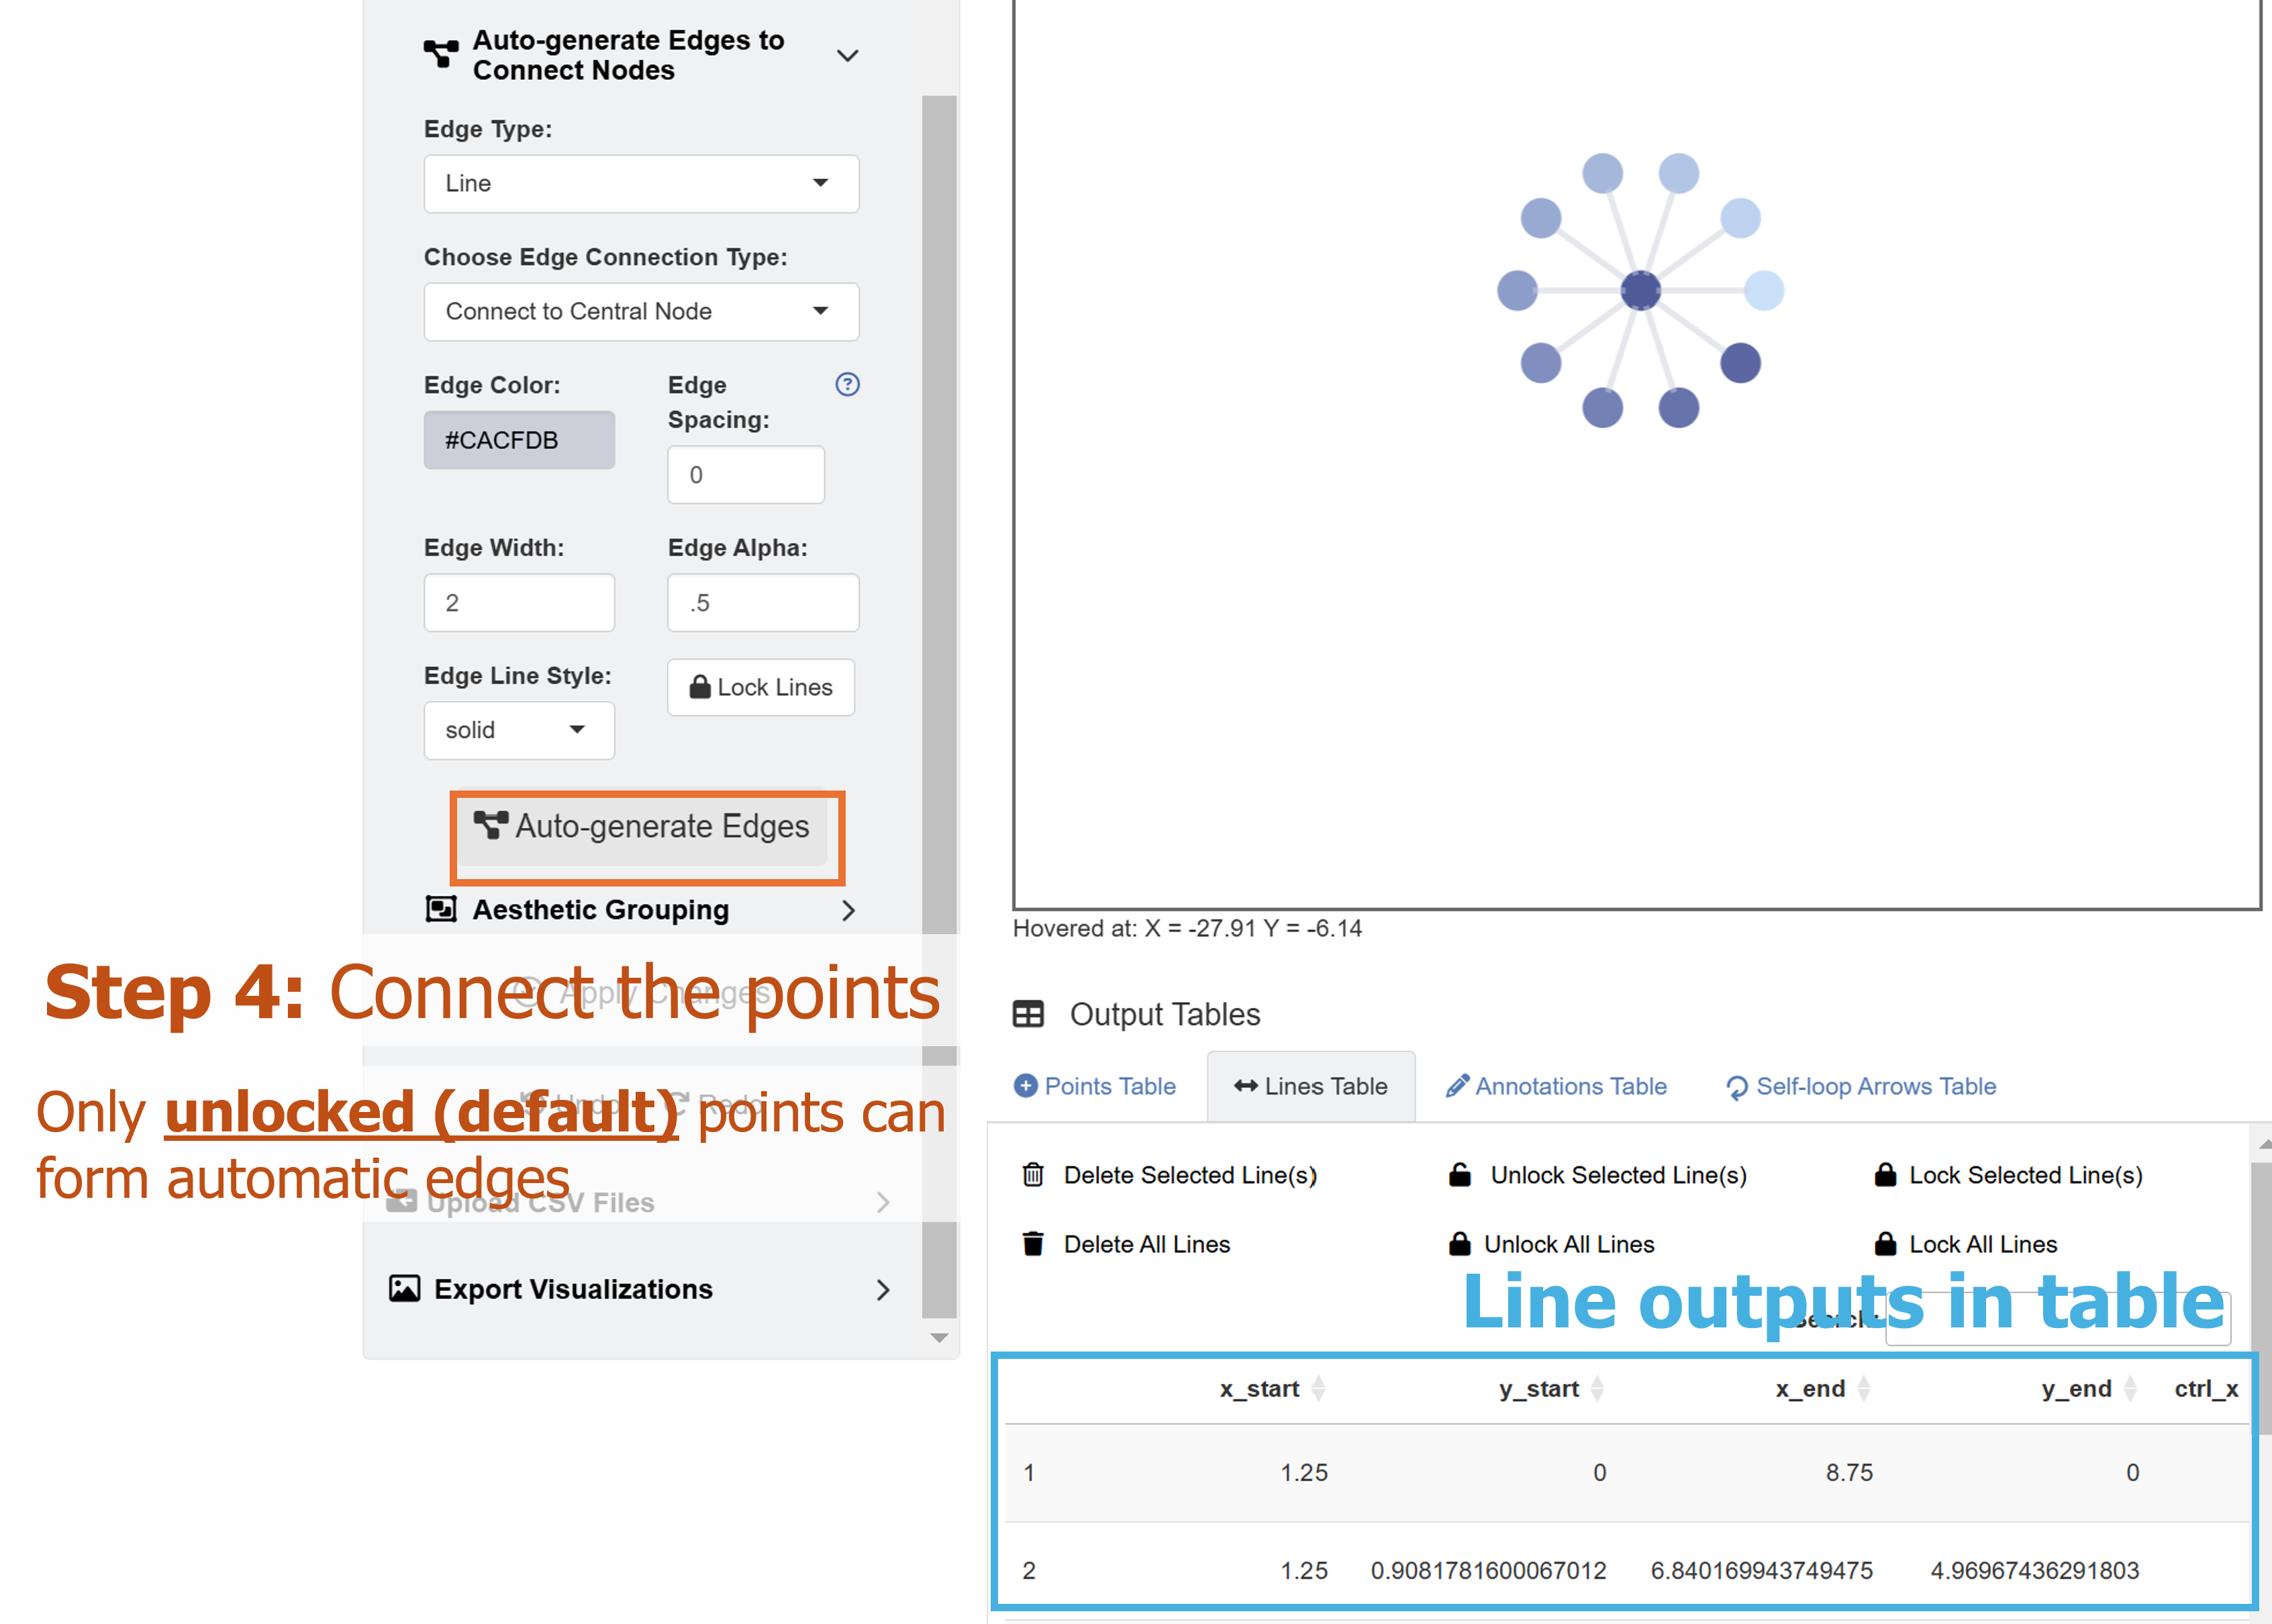 Auto-generate Edges to
Connect Nodes
Edge Type:
Line
Choose Edge Connection Type:
Connect to Central Node
Edge Color:
Edge
Spacing:
#CACFDB
0
Edge Width:
Edge Alpha:
2
.5
Edge Line Style:
Lock Lines
solid
Auto-generate Edges
Aesthetic Grouping
Step 4: Connect the points
Apply Changes
Only unlocked (default) points can
form automatic edges
Undo
Redo
Upload CSV Files
Export Visualizations
Hovered at: X = -27.91 Y = -6.14
Output Tables
Points Table
Lines Table
Annotations Table
Self-loop Arrows Table
Delete Selected Line(s)
Unlock Selected Line(s)
Lock Selected Line(s)
Delete All Lines
Unlock All Lines
Lock All Lines
Line outputs in table
Search:
x_start y_start x_end y_end ctrl_x
1 1.25 0 8.75 0
2 1.25 0.9081781600067012 6.840169943749475 4.96967436291803